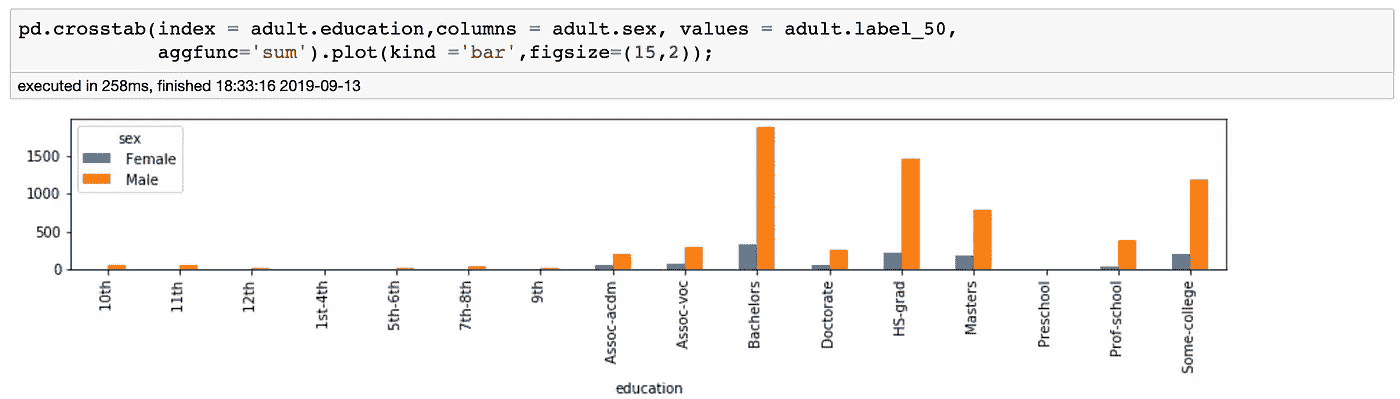 pd.crosstab(index = adult.education,columns = adult.sex, values = adult.label_50,
aggfunc='sum').plot(kind ='bar',figsize=(15,2));
executed in 258ms, finished 18:33:16 2019-09-13
sex
Female
Male
1500
1000
500
0
10th
11th
12th
1st-4th
5th-6th
7th-8th
9th
Assoc-acdm
Assoc-voc
Bachelors
Doctorate
HS-grad
Masters
Preschool
Prof-school
Some-college
education